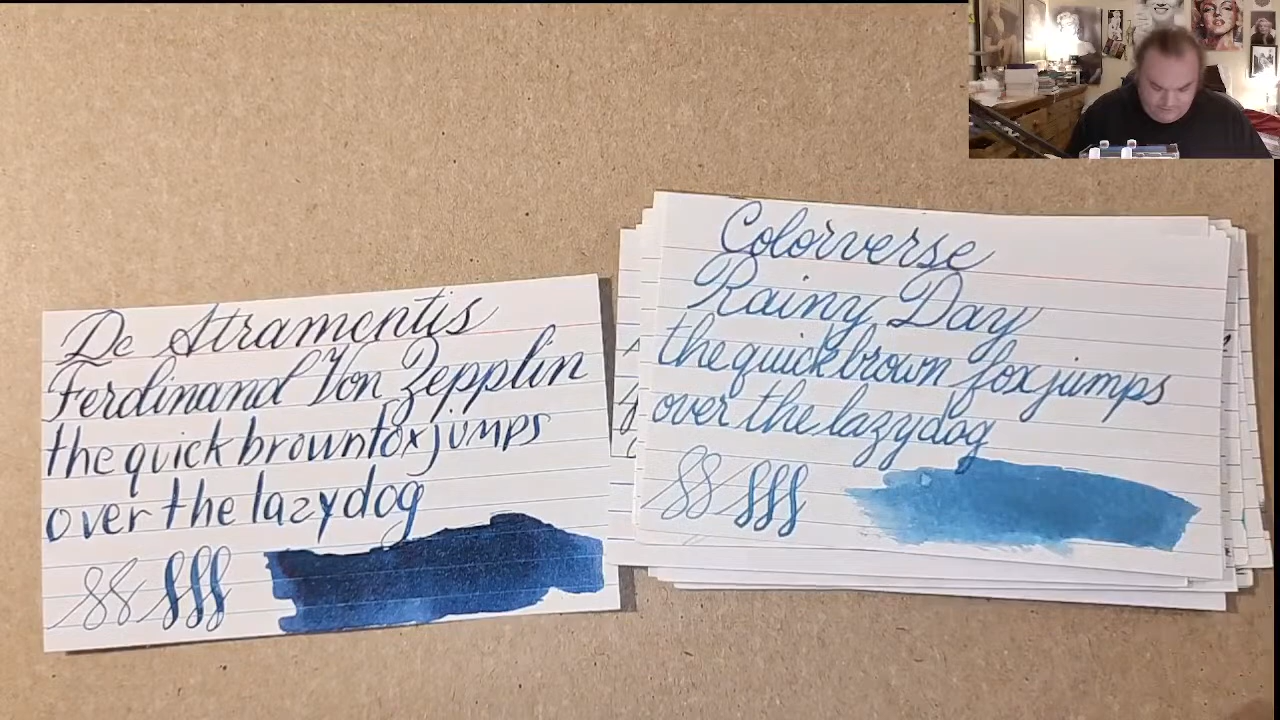 De Atramentis
Ferdinand Von Zepplin
the quick brown fox jumps
over the lazy dog
Colorverse
Rainy Day
the quick brown fox jumps
over the lazy dog